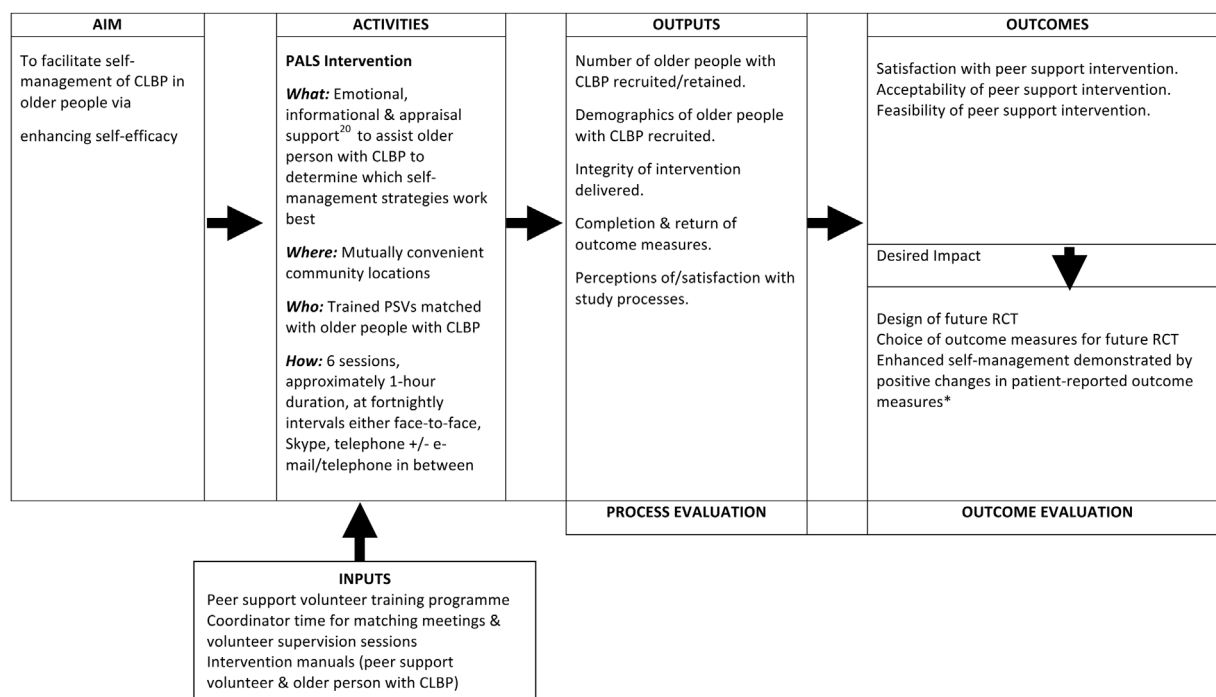 AIM
To facilitate self-
management of CLBP in
older people via
enhancing self-efficacy
ACTIVITIES
PALS Intervention
What: Emotional,
informational & appraisal
support20 to assist older
person with CLBP to
determine which self-
management strategies work
best
Where: Mutually convenient
community locations
Who: Trained PSVs matched
with older people with CLBP
How: 6 sessions,
approximately 1-hour
duration, at fortnightly
intervals either face-to-face,
Skype, telephone +/- e-
mail/telephone in between
OUTPUTS
Number of older people with
CLBP recruited/retained.
Demographics of older people
with CLBP recruited.
Integrity of intervention
delivered.
Completion & return of
outcome measures.
Perceptions of/satisfaction with
study processes.
PROCESS EVALUATION
OUTCOMES
Satisfaction with peer support intervention.
Acceptability of peer support intervention.
Feasibility of peer support intervention.
Desired Impact
Design of future RCT
Choice of outcome measures for future RCT
Enhanced self-management demonstrated by
positive changes in patient-reported outcome
measures*
OUTCOME EVALUATION
INPUTS
Peer support volunteer training programme
Coordinator time for matching meetings &
volunteer supervision sessions
Intervention manuals (peer support
volunteer & older person with CLBP)